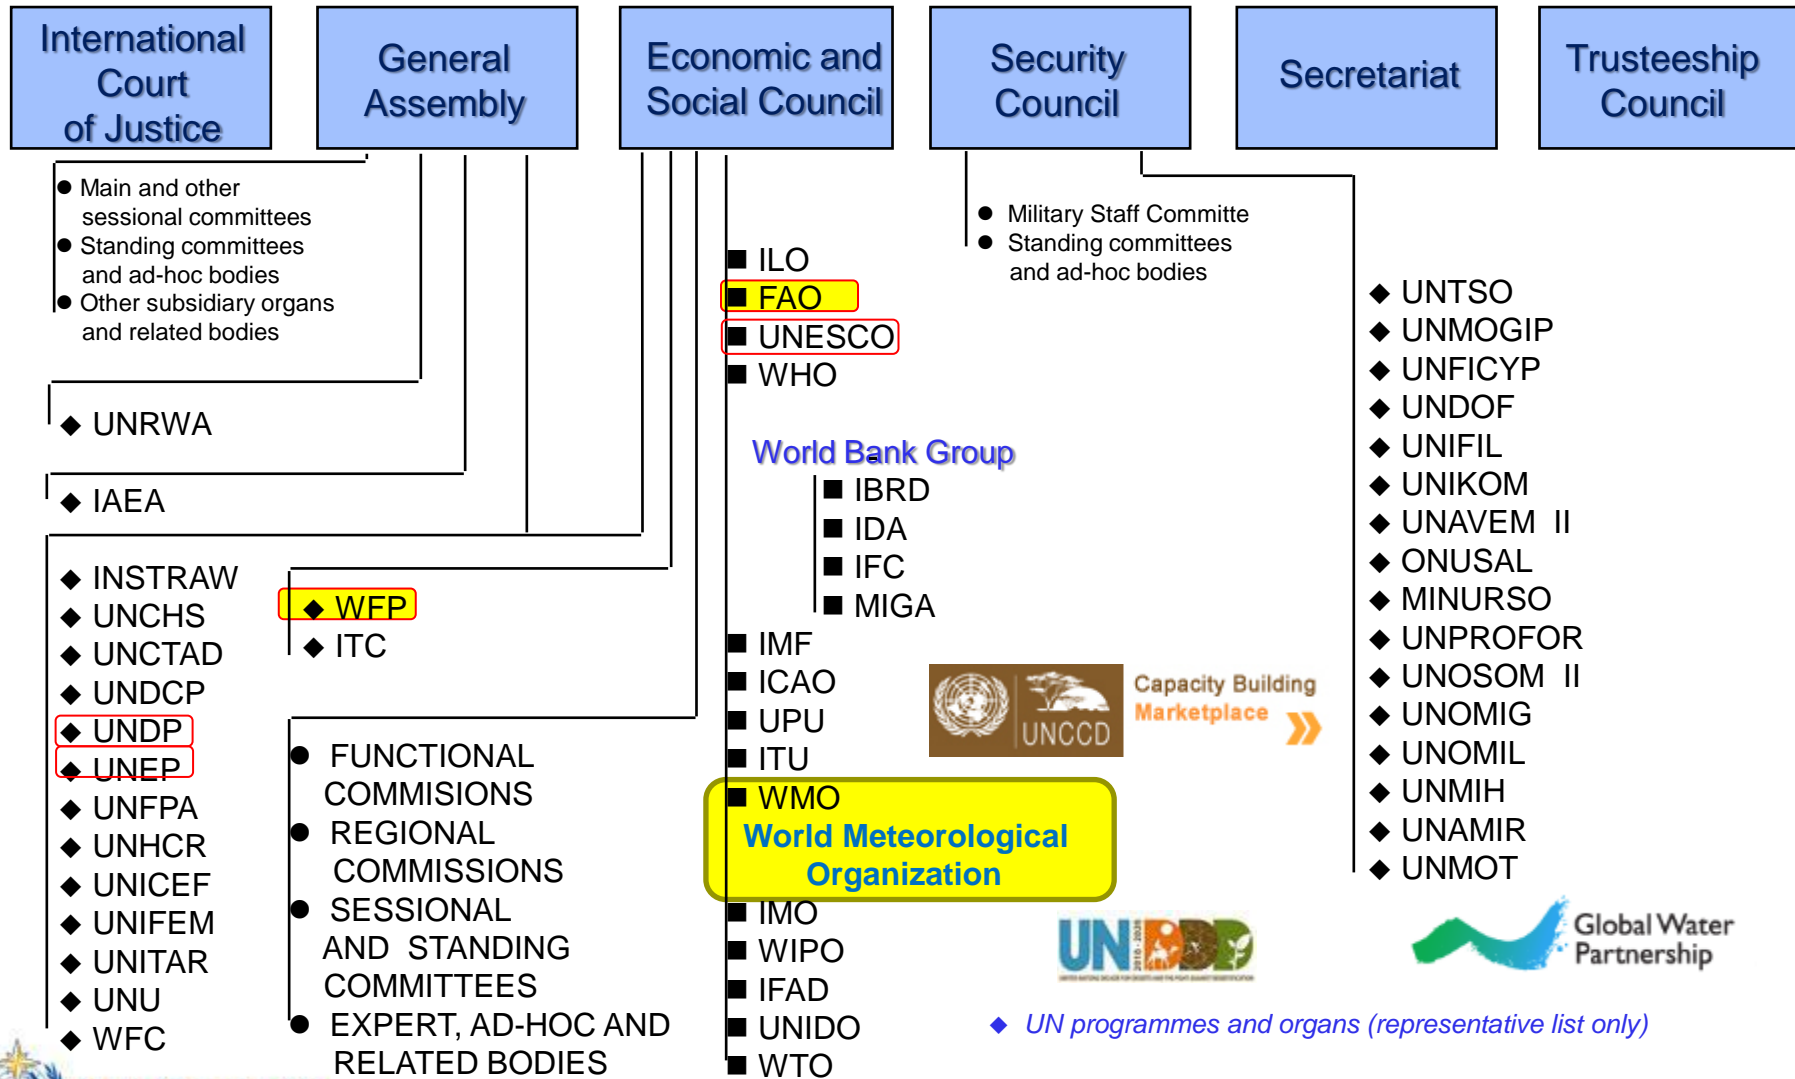 International
Court
of Justice
General
Assembly
Economic and
Social Council
Security
Council
Secretariat
Trusteeship
Council
Main and other
sessional committees
Standing committees
and ad-hoc bodies
Other subsidiary organs
and related bodies
UNRWA
IAEA
INSTRAW
UNCHS
UNCTAD
UNDCP
UNDP
UNEP
UNFPA
UNHCR
UNICEF
UNIFEM
UNITAR
UNU
WFC
WFP
ITC
FUNCTIONAL
COMMISIONS
REGIONAL
COMMISSIONS
SESSIONAL
AND STANDING
COMMITTEES
EXPERT, AD-HOC AND
RELATED BODIES
ILO
FAO
UNESCO
WHO
World Bank Group
IBRD
IDA
IFC
MIGA
IMF
ICAO
UPU
ITU
WMO
World Meteorological
Organization
IMO
WIPO
IFAD
UNIDO
WTO
Military Staff Committe
Standing committees
and ad-hoc bodies
UNTSO
UNMOGIP
UNFICYP
UNDOF
UNIFIL
UNIKOM
UNAVEM II
ONUSAL
MINURSO
UNPROFOR
UNOSOM II
UNOMIG
UNOMIL
UNMIH
UNAMIR
UNMOT
UNCCD
Capacity Building
Marketplace
UN
DDD
Global Water
Partnership
UN programmes and organs (representative list only)